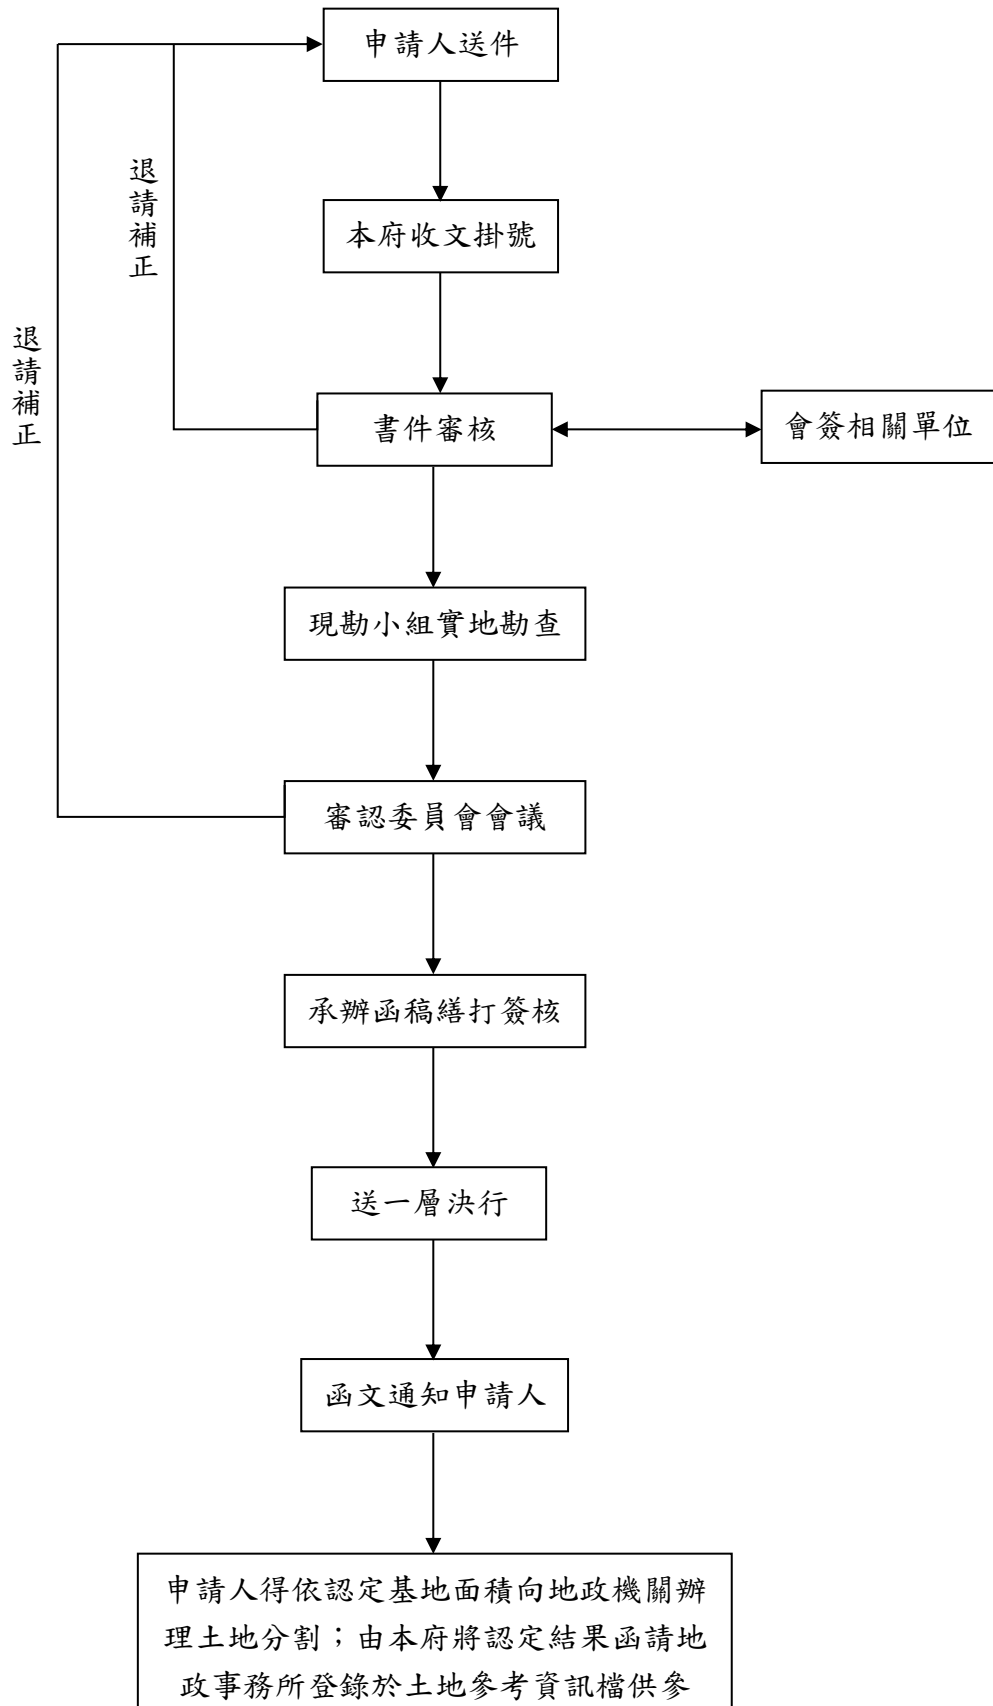 申請人送件
退請補正
本府收文掛號
退請補正
書件審核
會簽相關單位
現勘小組實地勘查
審認委員會會議
承辦函稿繕打簽核
送一層決行
函文通知申請人
申請人得依認定基地面積向地政機關辦
理土地分割；由本府將認定結果函請地
政事務所登錄於土地參考資訊檔供參